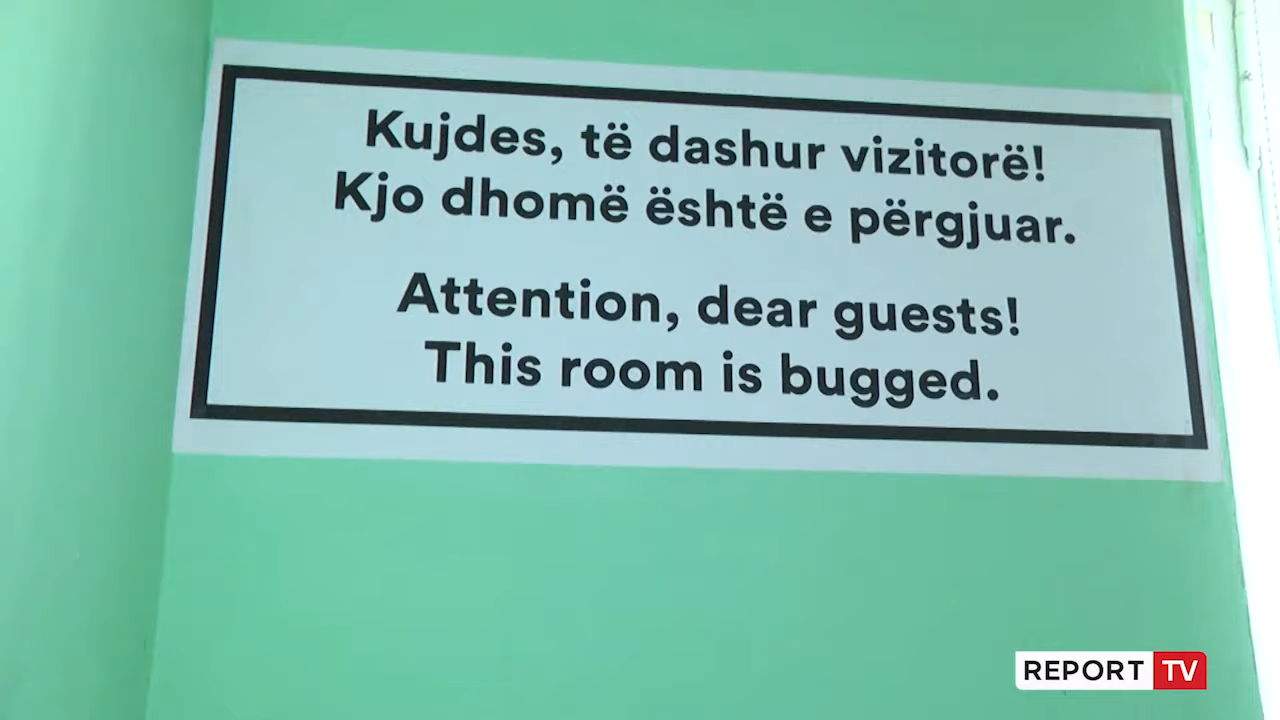 Kujdes, të dashur vizitorë!
Kjo dhomë është e përgjuar.
Attention, dear guests!
This room is bugged.
REPORT TV